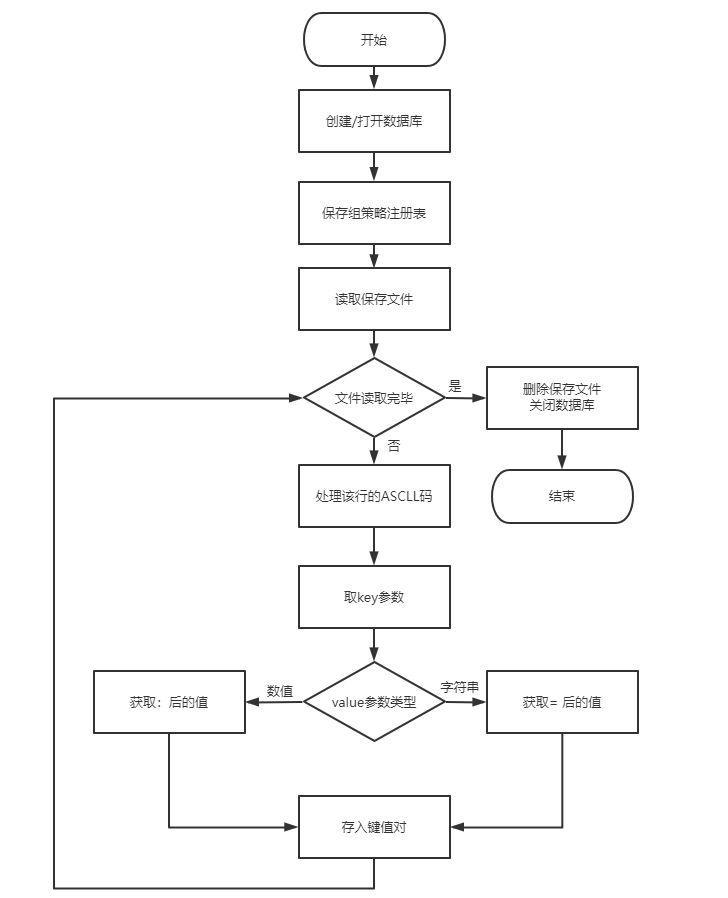 开始
创建/打开数据库
保存组策略注册表
读取保存文件
文件读取完毕
是
删除保存文件
关闭数据库
否
结束
处理该行的ASCLL码
取key参数
value参数类型
数值
字符串
获取：后的值
获取= 后的值
存入键值对